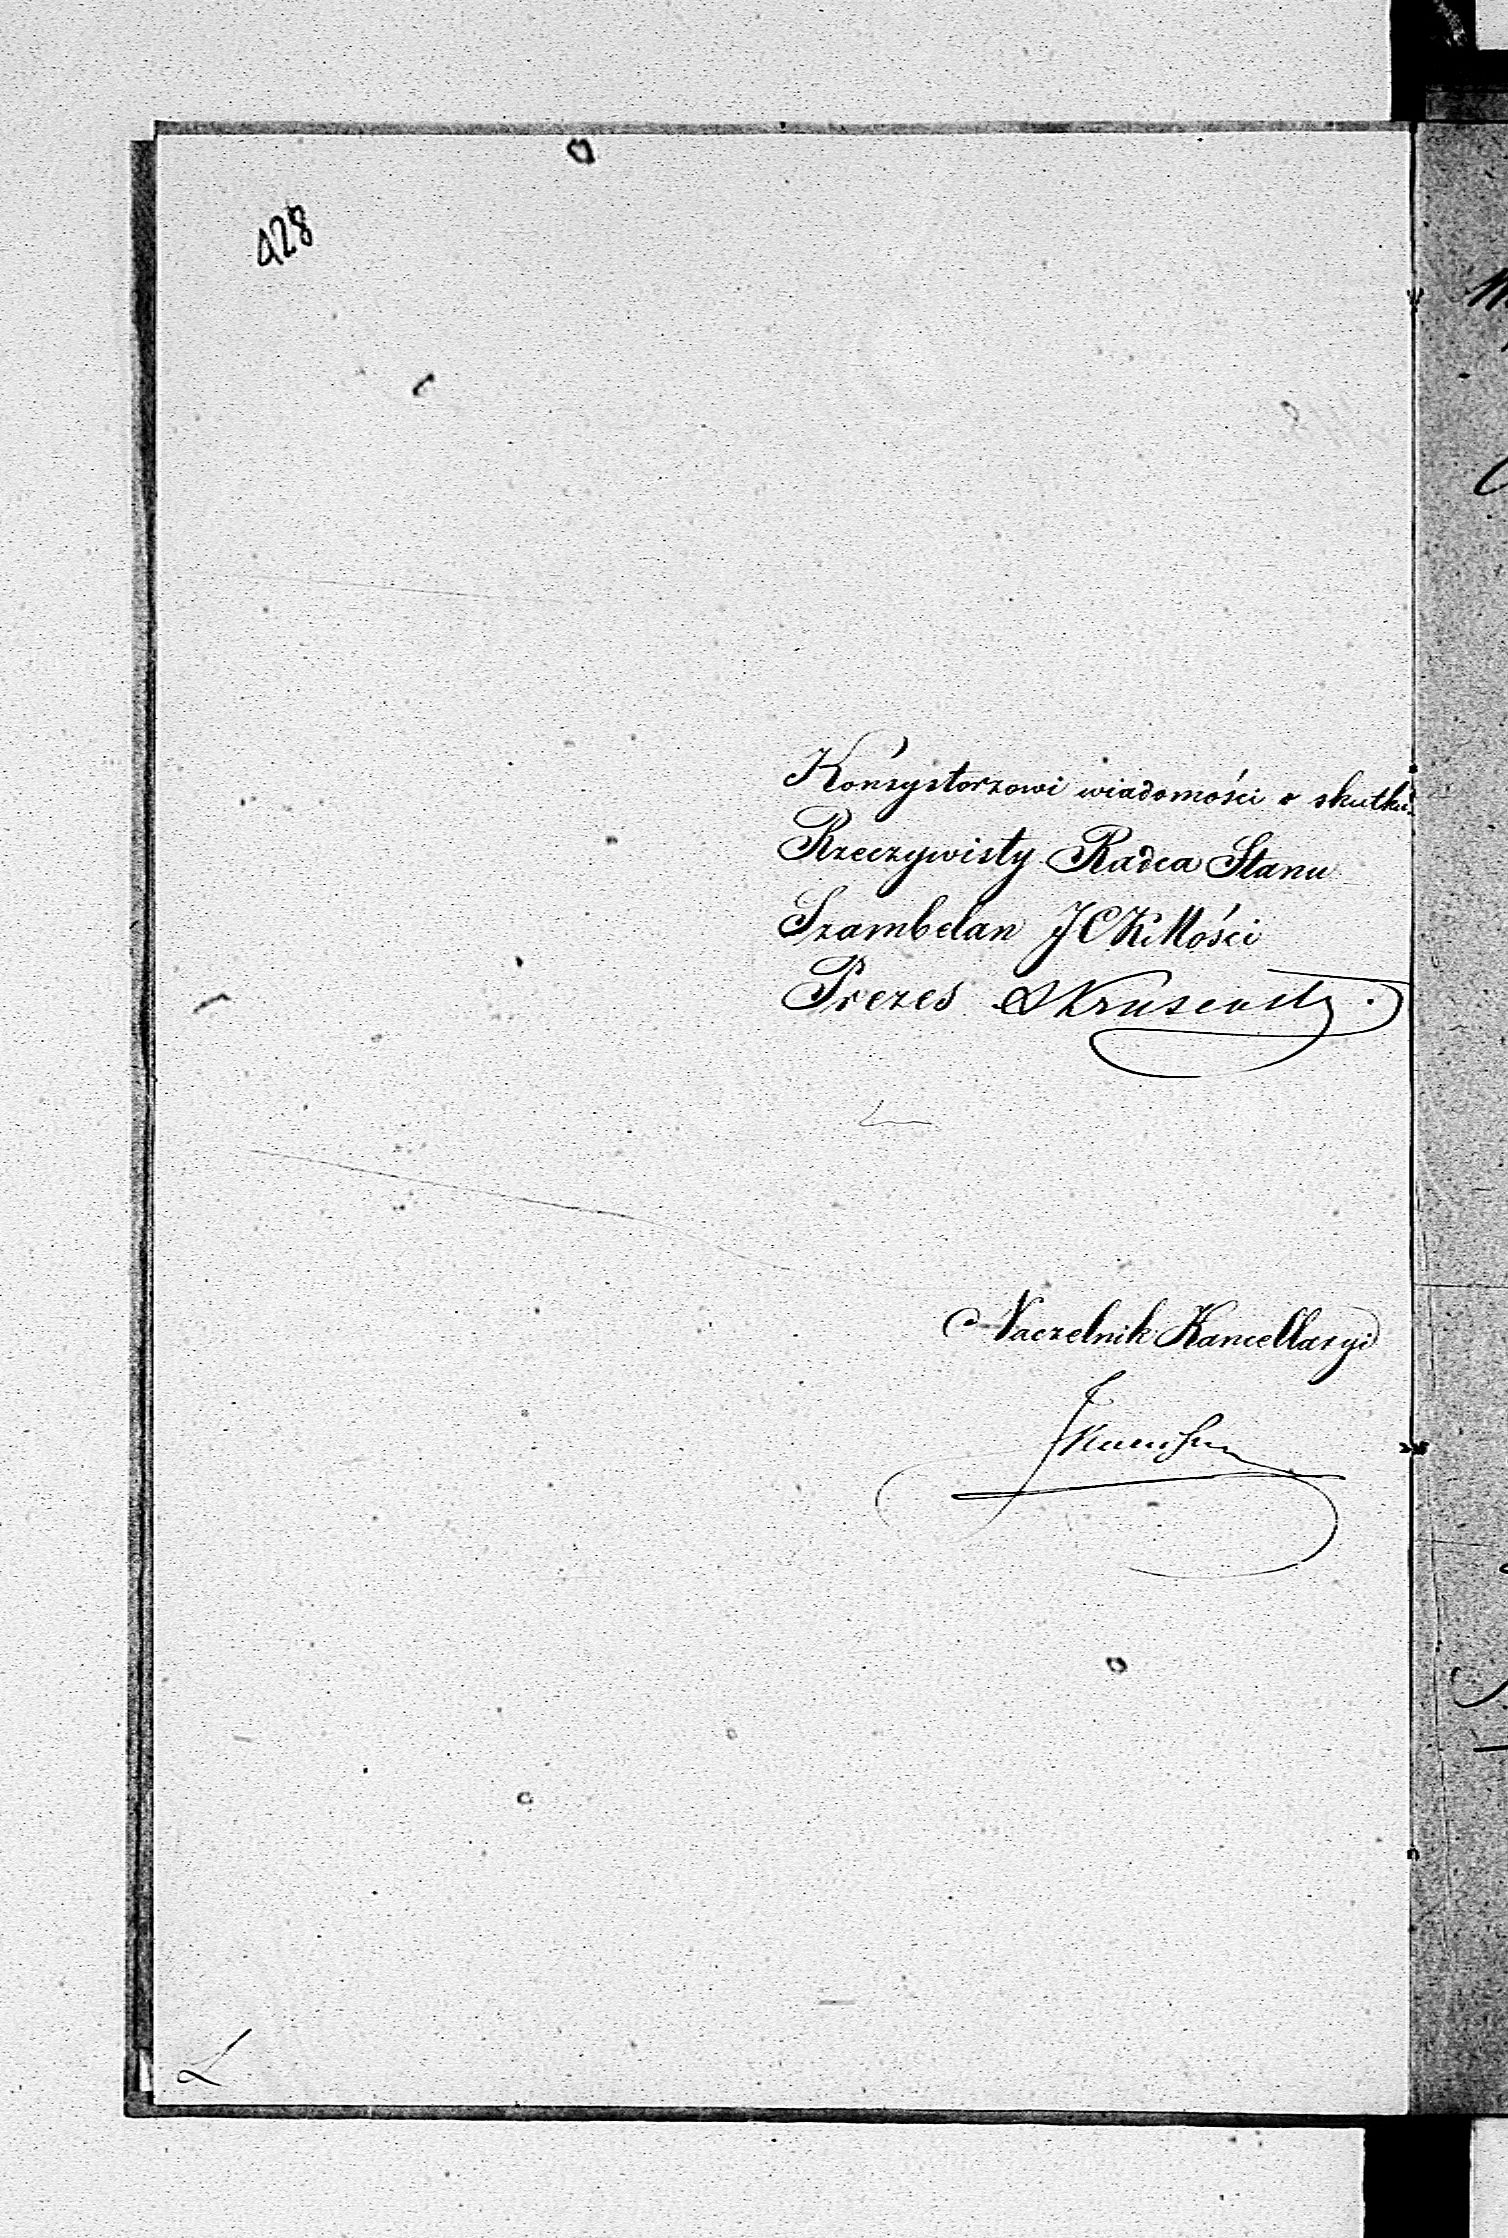 428
Konsystorzowi wiadomości o skutku
Rzeczywisty Radca Stanu
Szambelan JCKMości
Prezes
Naczelnik Kancellaryi